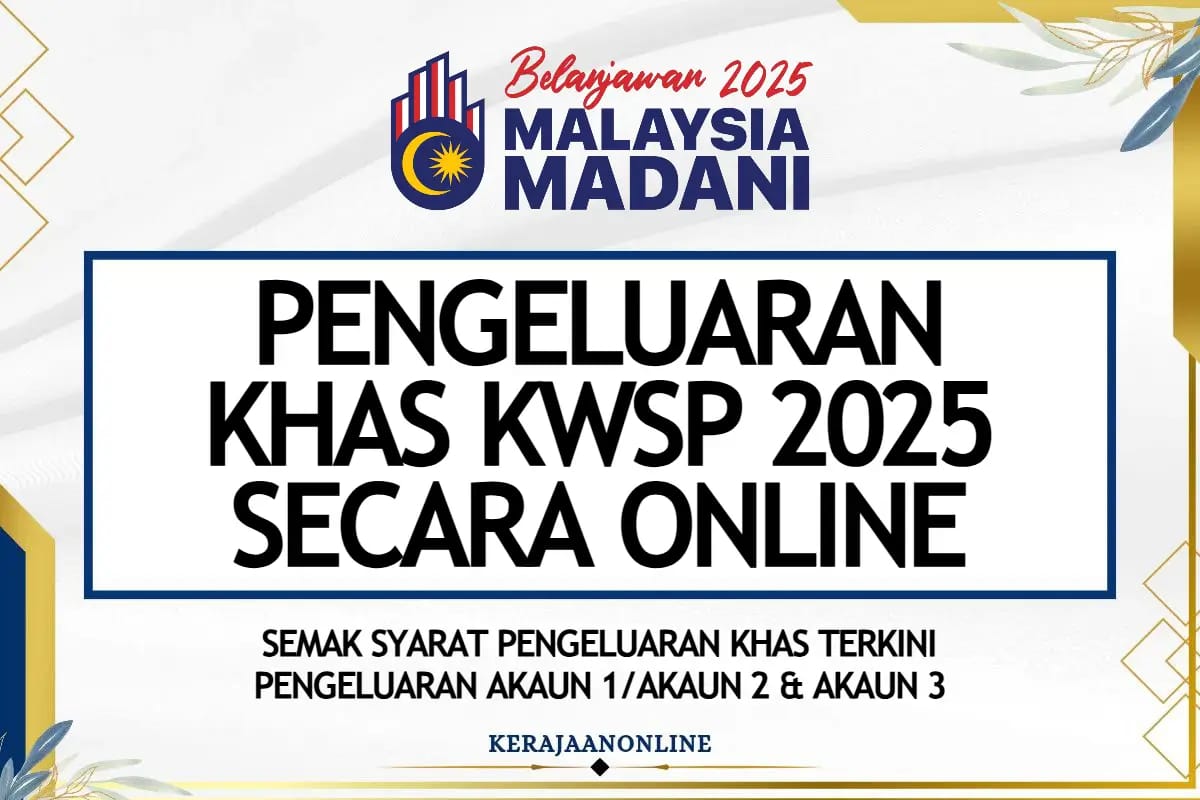 Belanjawan 2025
MALAYSIA
MADANI
PENGELUARAN
KHAS KWSP 2025
SECARA ONLINE
SEMAK SYARAT PENGELUARAN KHAS TERKINI
PENGELUARAN AKAUN 1/AKAUN 2 & AKAUN 3
KERAJAANONLINE